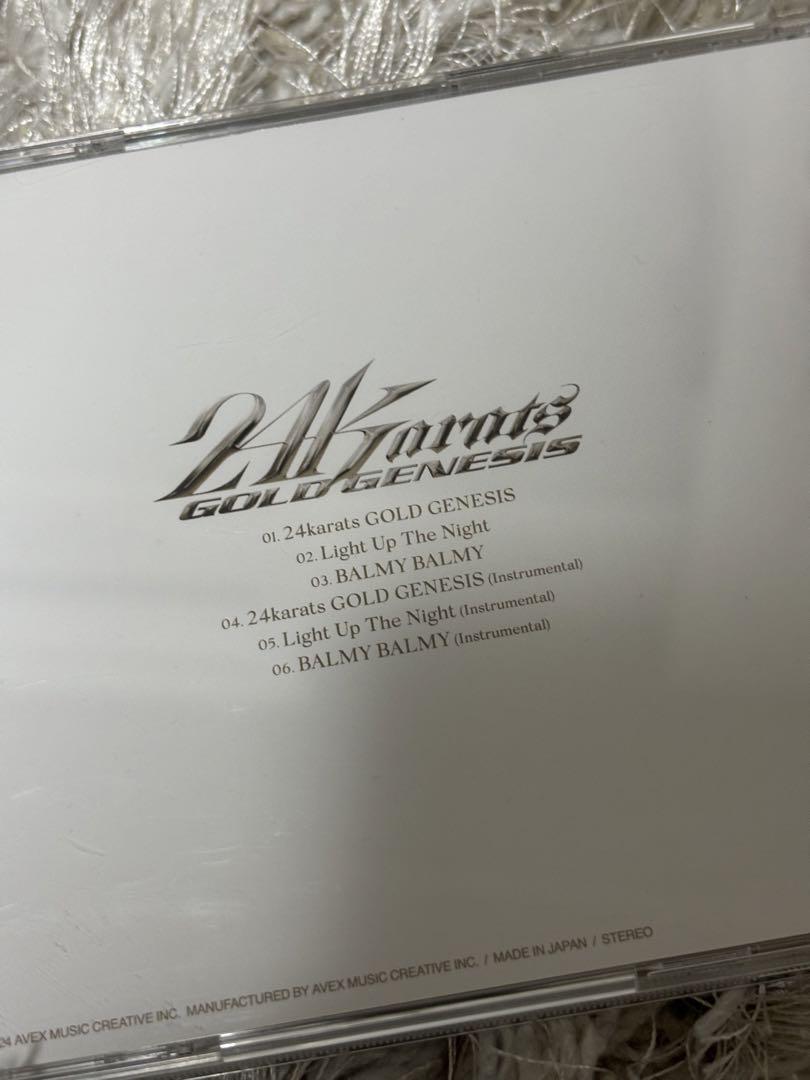 24karats
GOLD GENESIS
01. 24karats GOLD GENESIS
02. Light Up The Night
03. BALMY BALMY
04. 24karats GOLD GENESIS (Instrumental)
05. Light Up The Night (Instrumental)
06. BALMY BALMY (Instrumental)
24 AVEX MUSIC CREATIVE INC. MANUFACTURED BY AVEX MUSIC CREATIVE INC. / MADE IN JAPAN / STEREO